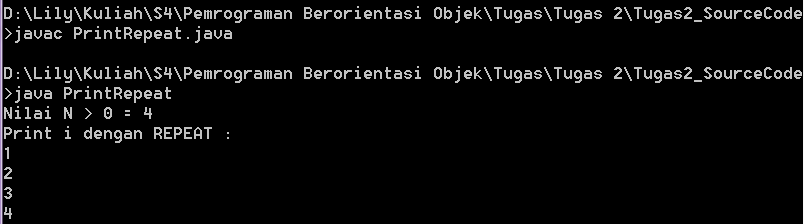 D:\Lily\Kuliah\S4\Pemrograman Berorientasi Objek\Tugas\Tugas 2\Tugas2_SourceCode
>javac PrintRepeat.java
D:\Lily\Kuliah\S4\Pemrograman Berorientasi Objek\Tugas\Tugas 2\Tugas2_SourceCode
>java PrintRepeat
Nilai N > 0 = 4
Print i dengan REPEAT :
1
2
3
4